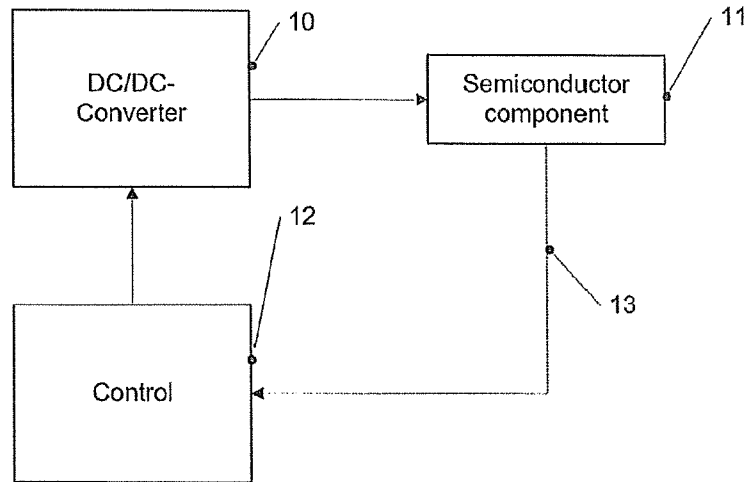 10
11
DC/DC-
Converter
Semiconductor
component
12
13
Control